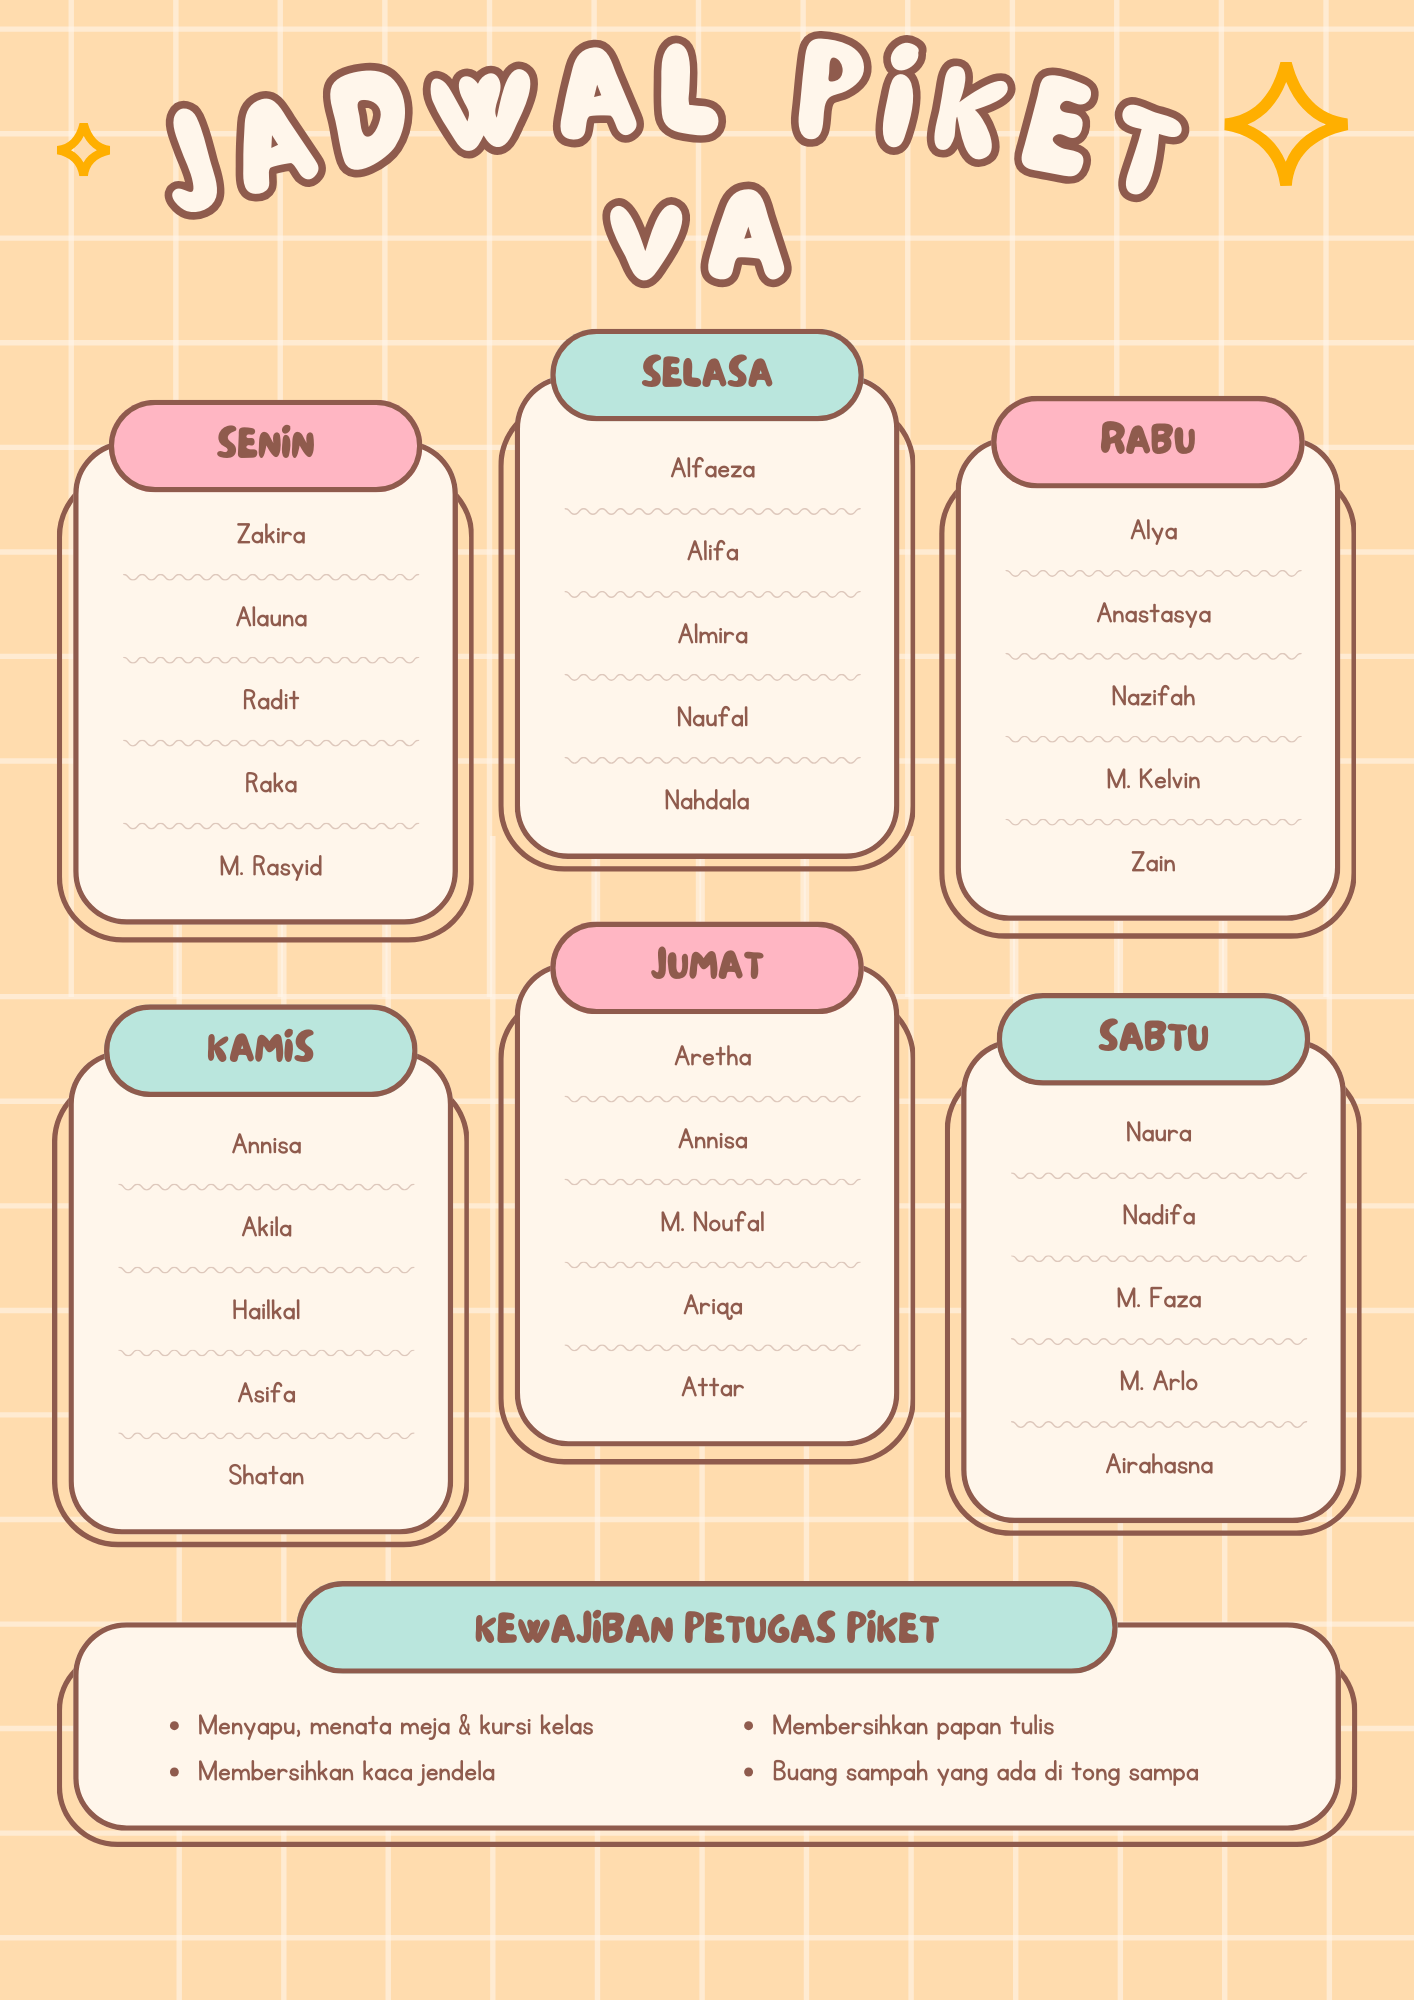 JADWAL PiKET
VA
SENiN
Zakira
Alauna
Radit
Raka
M. Rasyid
SELASA
Alfaeza
Alifa
Almira
Naufal
Nahdala
RABU
Alya
Anastasya
Nazifah
M. Kelvin
Zain
KAMiS
Annisa
Akila
Hailkal
Asifa
Shatan
JUMAT
Aretha
Annisa
M. Noufal
Ariqa
Attar
SABTU
Naura
Nadifa
M. Faza
M. Arlo
Airahasna
KEWAJiBAN PETUGAS PiKET
• Menyapu, menata meja & kursi kelas
• Membersihkan kaca jendela
• Membersihkan papan tulis
• Buang sampah yang ada di tong sampa